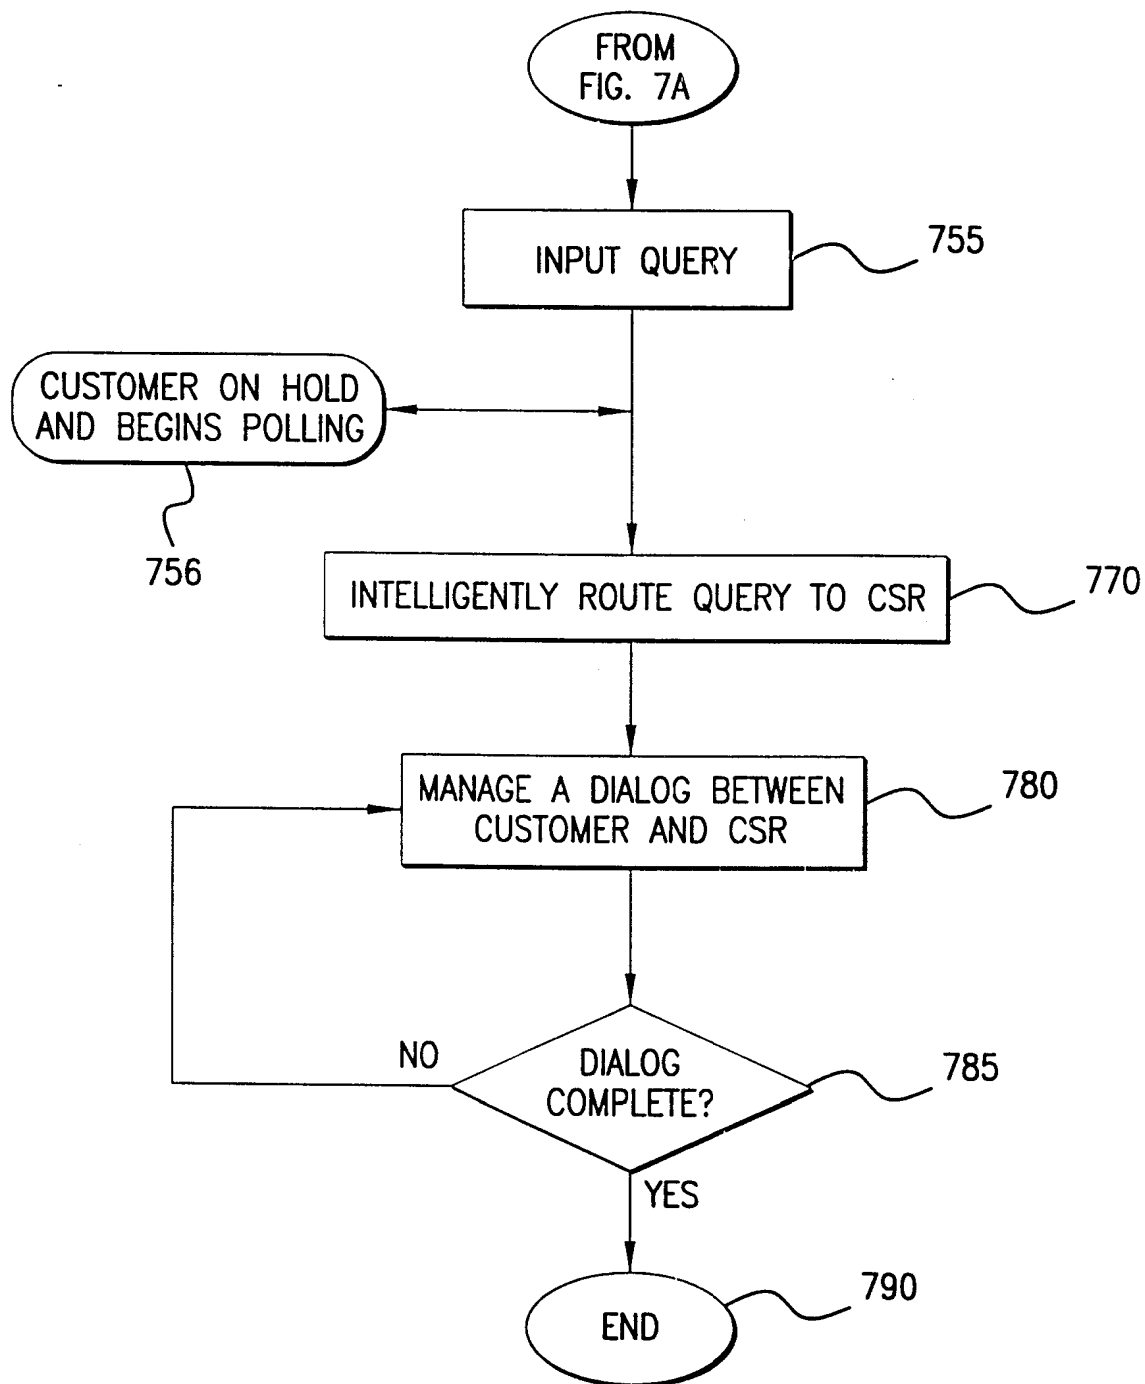 FROM
FIG. 7A
INPUT QUERY
755
CUSTOMER ON HOLD
AND BEGINS POLLING
756
INTELLIGENTLY ROUTE QUERY TO CSR
770
MANAGE A DIALOG BETWEEN
CUSTOMER AND CSR
780
NO
DIALOG
COMPLETE?
785
YES
END
790